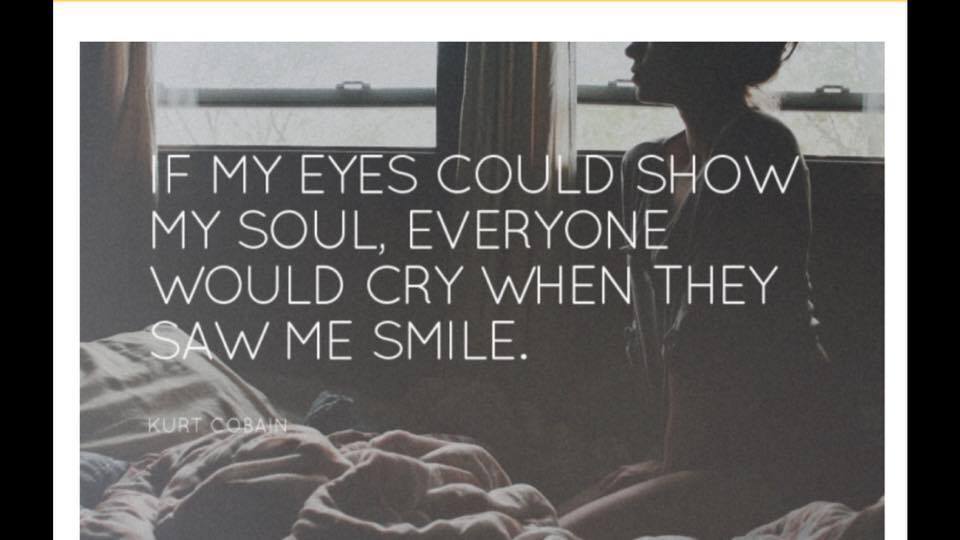 IF MY EYES COULD SHOW
MY SOUL, EVERYONE
WOULD CRY WHEN THEY
SAW ME SMILE.
KURT COBAIN